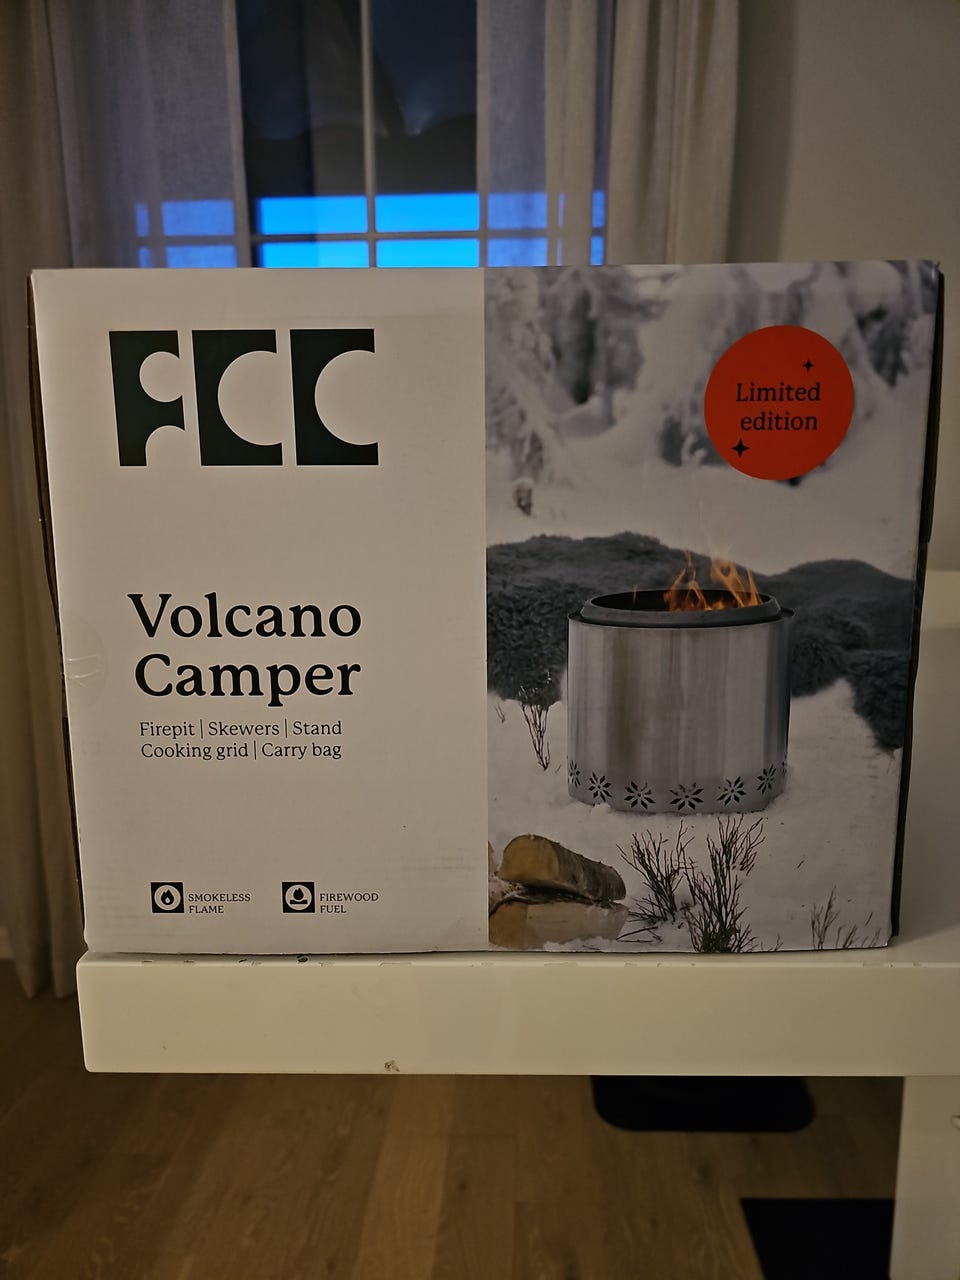 FCC
Limited
edition
Volcano
Camper
Firepit | Skewers | Stand
Cooking grid | Carry bag
SMOKELESS
FLAME
FIREWOOD
FUEL